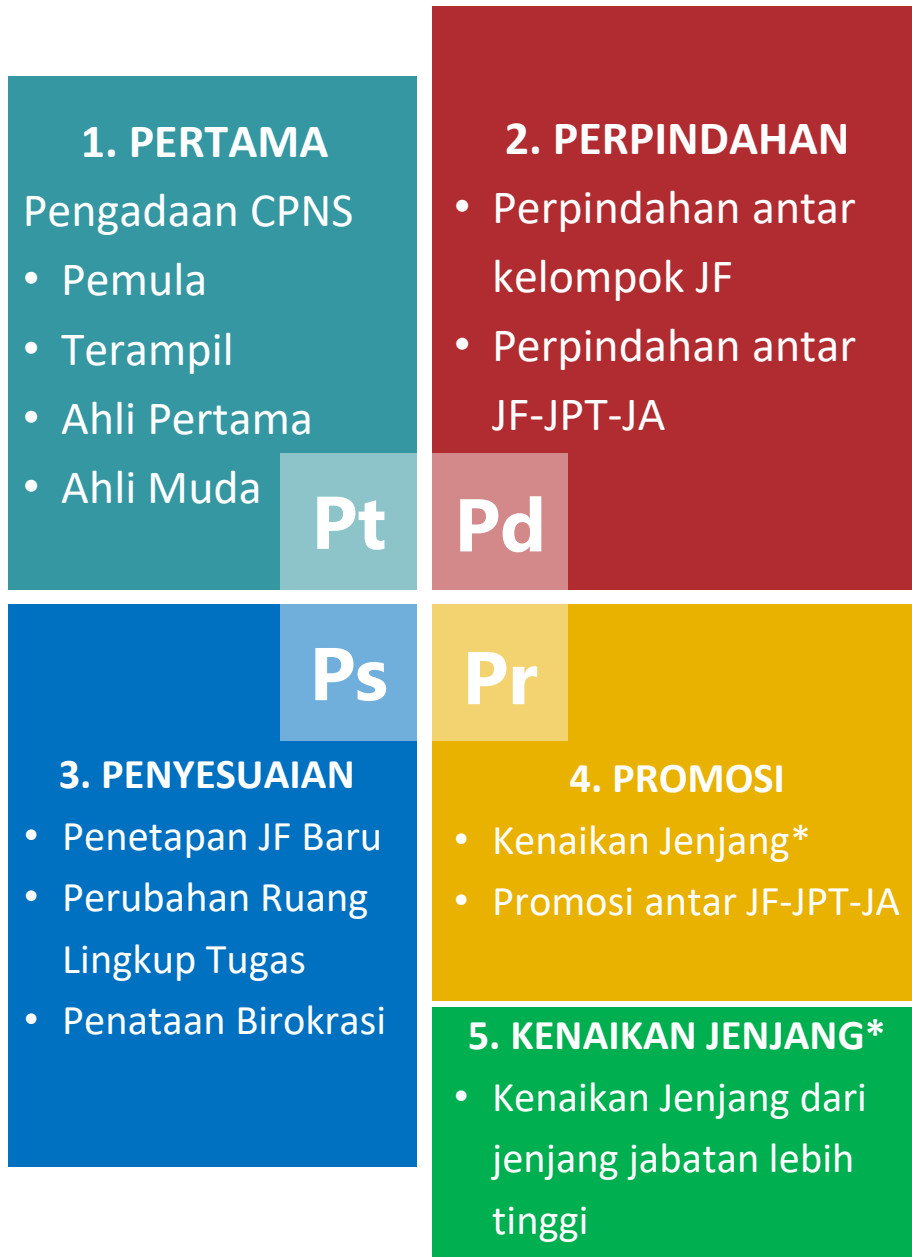 1. PERTAMA
Pengadaan CPNS
• Pemula
• Terampil
• Ahli Pertama
• Ahli Muda
Pt
2. PERPINDAHAN
• Perpindahan antar
kelompok JF
• Perpindahan antar
JF-JPT-JA
Pd
Ps
3. PENYESUAIAN
• Penetapan JF Baru
• Perubahan Ruang
Lingkup Tugas
• Penataan Birokrasi
Pr
4. PROMOSI
• Kenaikan Jenjang*
• Promosi antar JF-JPT-JA
5. KENAIKAN JENJANG*
• Kenaikan Jenjang dari
jenjang jabatan lebih
tinggi